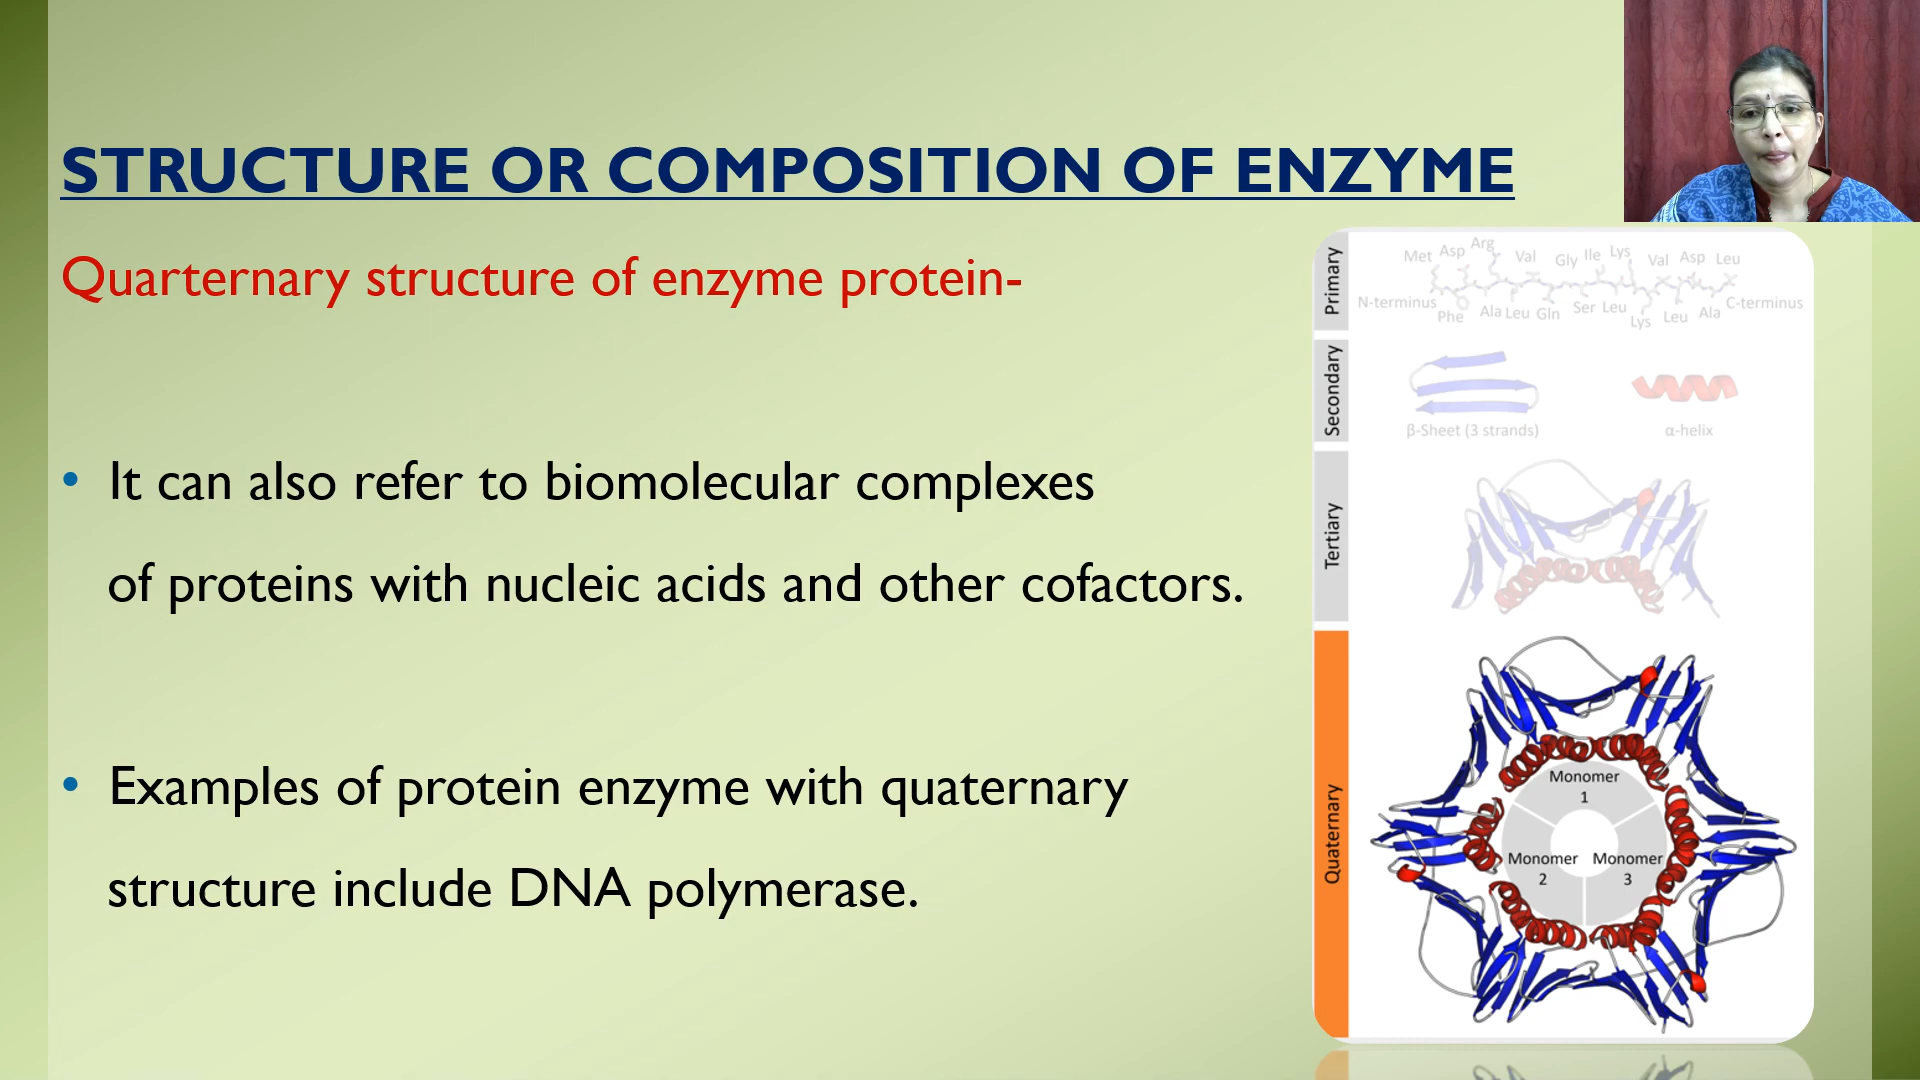 STRUCTURE OR COMPOSITION OF ENZYME
Quarternary structure of enzyme protein-
• It can also refer to biomolecular complexes
of proteins with nucleic acids and other cofactors.
• Examples of protein enzyme with quaternary
structure include DNA polymerase.
Primary
Met Asp Arg Val Gly Ile Lys Val Asp Leu
N-terminus C-terminus
Phe Ala Leu Gln Ser Leu Lys Leu Ala
Secondary
β-Sheet (3 strands) α-helix
Tertiary
Quaternary
Monomer
1
Monomer
2
Monomer
3